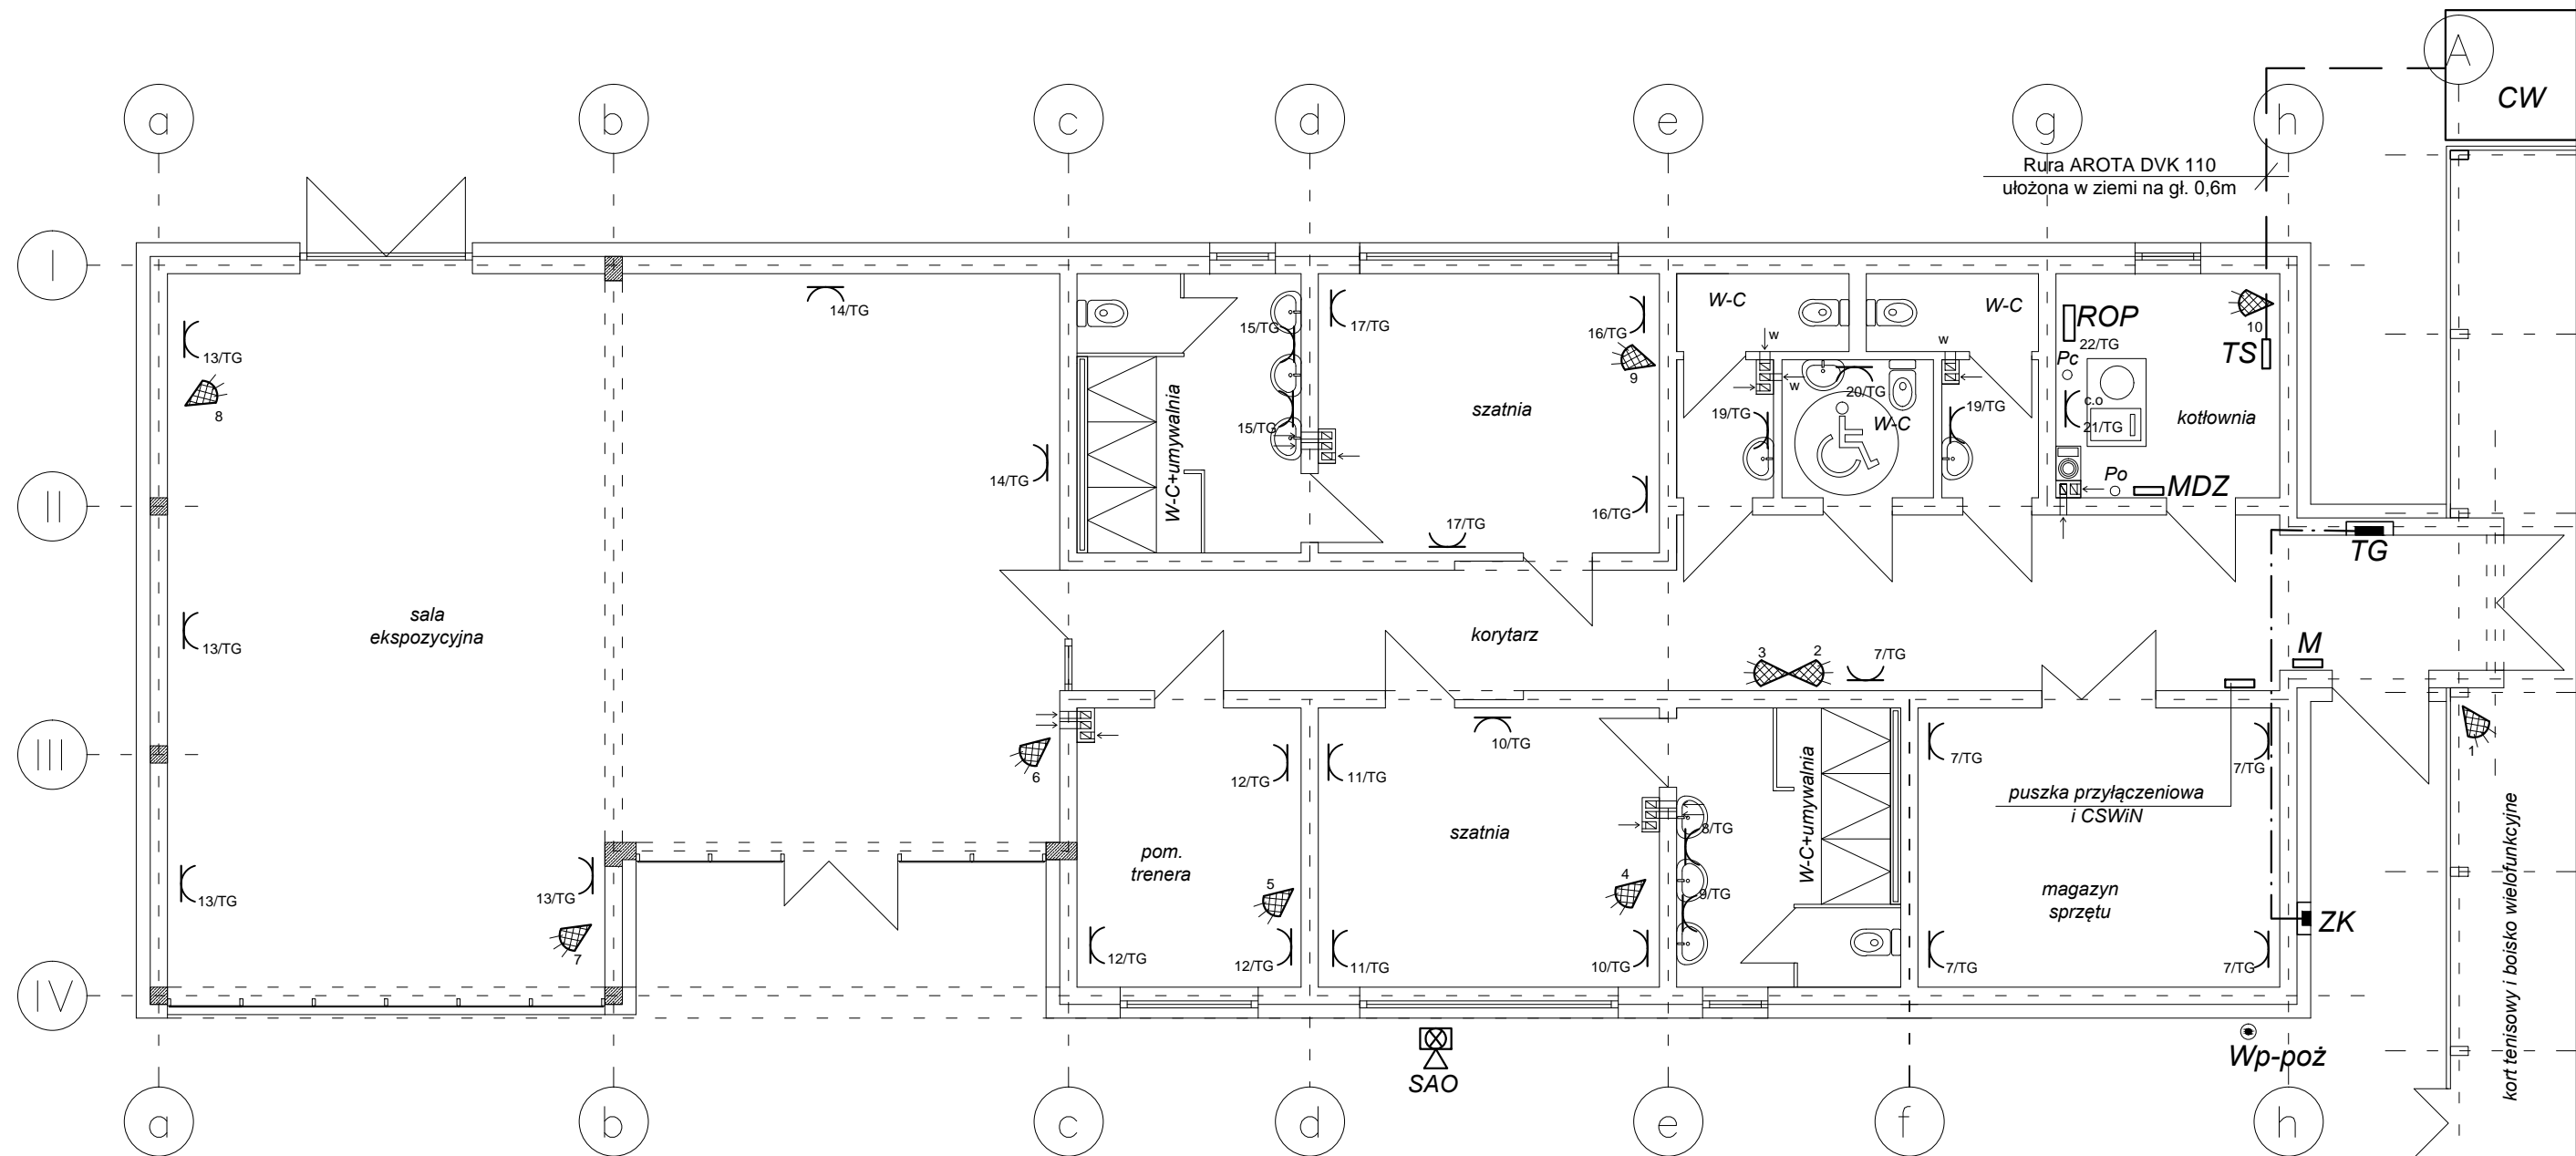 A
CW
a
b
c
d
e
g
h
Rura AROTA DVK 110
ułożona w ziemi na gł. 0,6m
I
14/TG
13/TG
8
15/TG
17/TG
16/TG
9
W-C
W-C
w
w
w
ROP
22/TG
Pc
10
TS
W-C+umywalnia
szatnia
20/TG
19/TG
W-C
19/TG
c.o
21/TG
kotłownia
15/TG
14/TG
Po
MDZ
II
17/TG
16/TG
TG
sala
ekspozycyjna
13/TG
korytarz
3
2
7/TG
M
III
6
12/TG
11/TG
10/TG
7/TG
7/TG
1
puszka przyłączeniowa
i CSWiN
szatnia
8/TG
W-C+umywalnia
pom.
trenera
5
4
9/TG
magazyn
sprzętu
13/TG
13/TG
7
12/TG
12/TG
11/TG
10/TG
7/TG
7/TG
ZK
kort tenisowy i boisko wielofunkcyjne
IV
SAO
Wp-poż
a
b
c
d
e
f
h